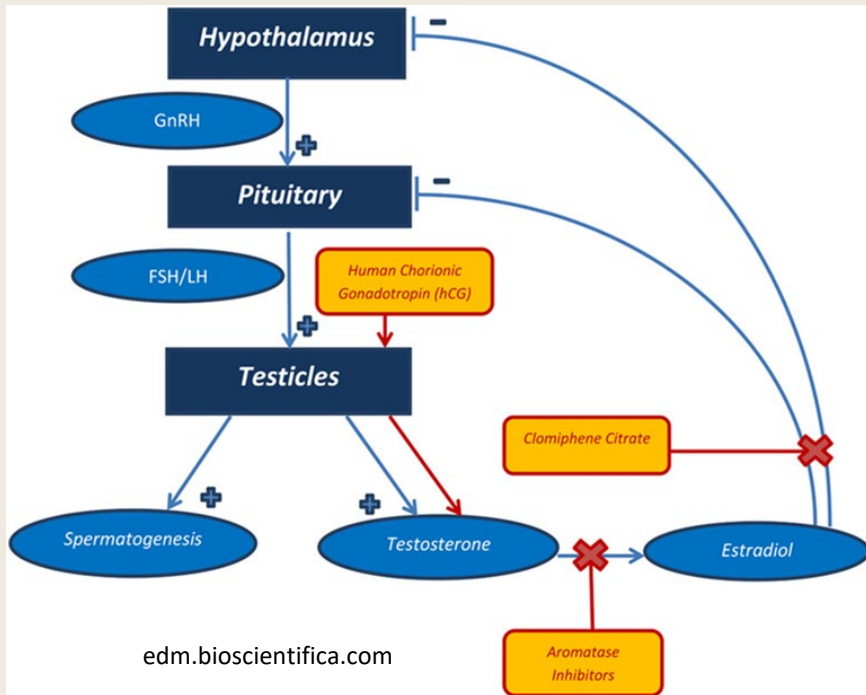 Hypothalamus
GnRH
Pituitary
FSH/LH
Human Chorionic
Gonadotropin (hCG)
Testicles
Clomiphene Citrate
Spermatogenesis
Testosterone
Estradiol
Aromatase
Inhibitors
edm.bioscientifica.com